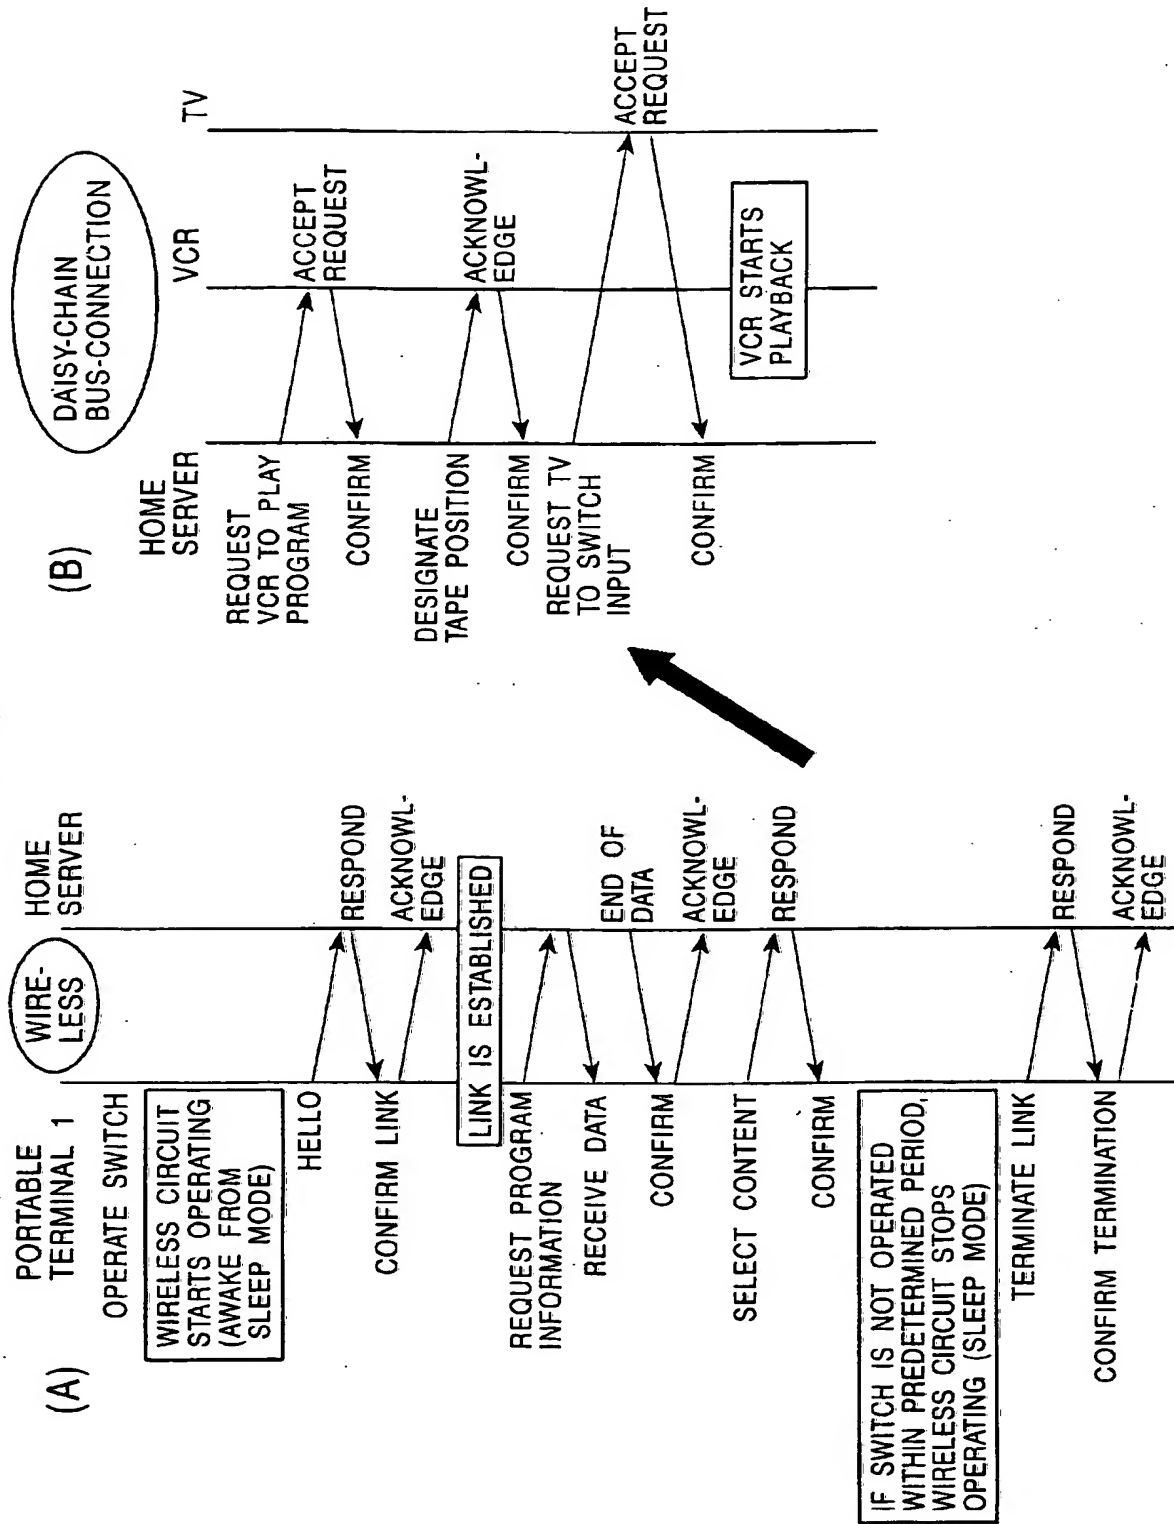 (A)
PORTABLE
TERMINAL 1
WIRE-
LESS
HOME
SERVER
OPERATE SWITCH
WIRELESS CIRCUIT
STARTS OPERATING
(AWAKE FROM
SLEEP MODE)
HELLO
RESPOND
CONFIRM LINK
ACKNOWL-
EDGE
LINK IS ESTABLISHED
REQUEST PROGRAM
INFORMATION
RECEIVE DATA
END OF
DATA
CONFIRM
ACKNOWL-
EDGE
SELECT CONTENT
RESPOND
CONFIRM
IF SWITCH IS NOT OPERATED
WITHIN PREDETERMINED PERIOD,
WIRELESS CIRCUIT STOPS
OPERATING (SLEEP MODE)
TERMINATE LINK
RESPOND
CONFIRM TERMINATION
ACKNOWL-
EDGE
(B)
DAISY-CHAIN
BUS-CONNECTION
HOME
SERVER
VCR
TV
REQUEST
VCR TO PLAY
PROGRAM
ACCEPT
REQUEST
CONFIRM
DESIGNATE
TAPE POSITION
ACKNOWL-
EDGE
CONFIRM
REQUEST TV
TO SWITCH
INPUT
ACCEPT
REQUEST
CONFIRM
VCR STARTS
PLAYBACK